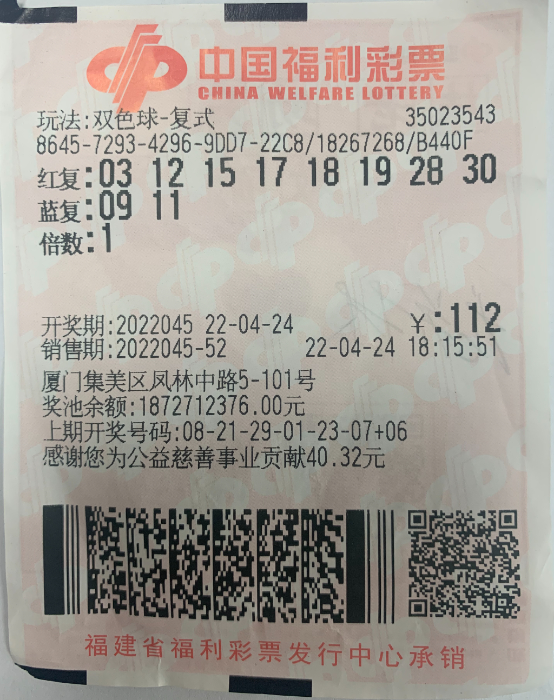 中国福利彩票
CHINA WELFARE LOTTERY
玩法:双色球-复式 35023543
8645-7293-4296-9DD7-22C8/18267268/B440F
红复:03 12 15 17 18 19 28 30
蓝复:09 11
倍数:1
开奖期:2022045 22-04-24 ¥:112
销售期:2022045-52 22-04-24 18:15:51
厦门集美区凤林中路5-101号
奖池余额:1872712376.00元
上期开奖号码:08-21-29-01-23-07+06
感谢您为公益慈善事业贡献40.32元
福建省福利彩票发行中心承销